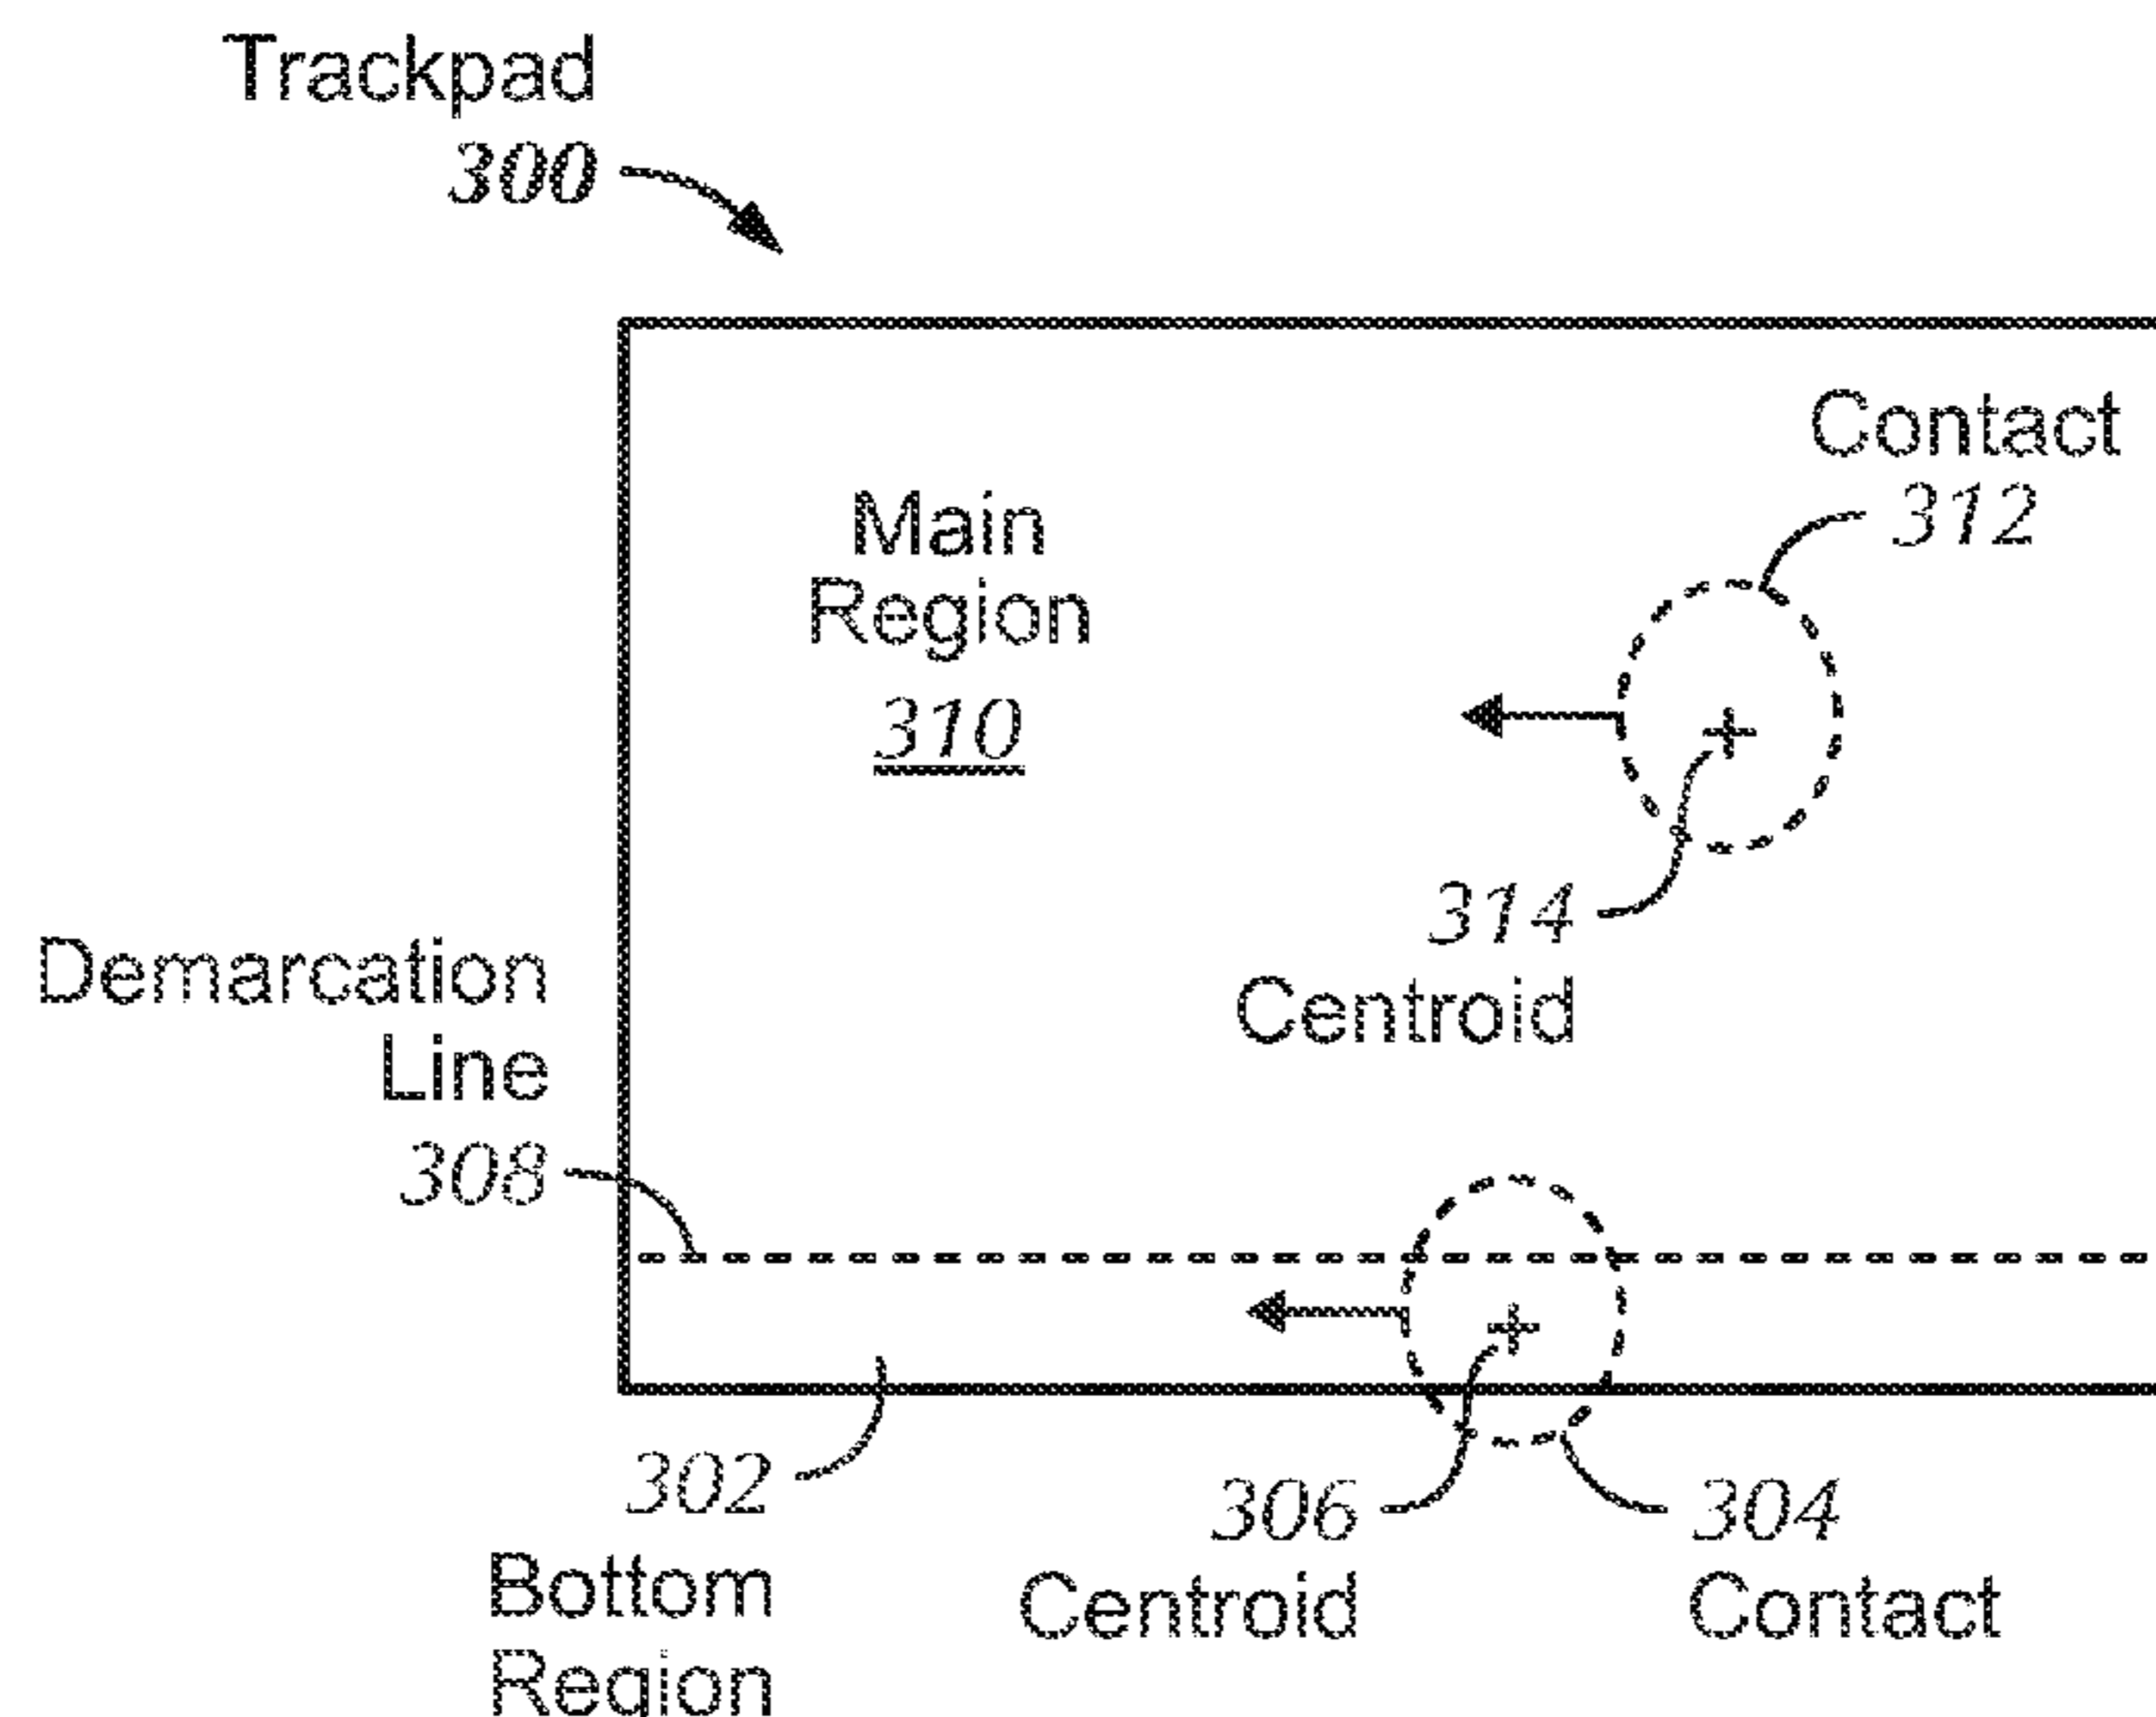 Trackpad
300
Contact
312
Main
Region
310
314
Centroid
Demarcation
Line
308
302
Bottom
Region
306
Centroid
304
Contact